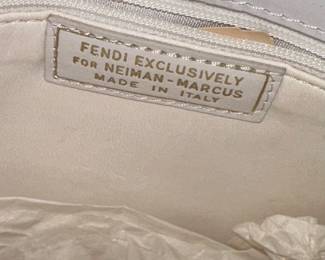 FENDI EXCLUSIVELY
FOR NEIMAN-MARCUS
MADE IN ITALY